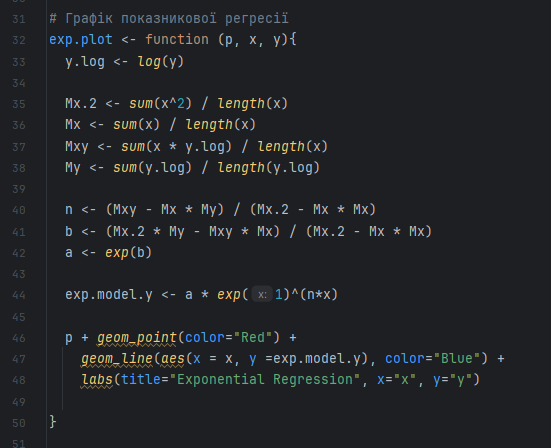 31 # Графік показникової регресії
32 exp.plot <- function (p, x, y){
33 y.log <- log(y)
34
35 Mx.2 <- sum(x^2) / length(x)
36 Mx <- sum(x) / length(x)
37 Mxy <- sum(x * y.log) / length(x)
38 My <- sum(y.log) / length(y.log)
39
40 n <- (Mxy - Mx * My) / (Mx.2 - Mx * Mx)
41 b <- (Mx.2 * My - Mxy * Mx) / (Mx.2 - Mx * Mx)
42 a <- exp(b)
43
44 exp.model.y <- a * exp( x: 1)^(n*x)
45
46 p + geom_point(color="Red") +
47 geom_line(aes(x = x, y =exp.model.y), color="Blue") +
48 labs(title="Exponential Regression", x="x", y="y")
49
50 }
51